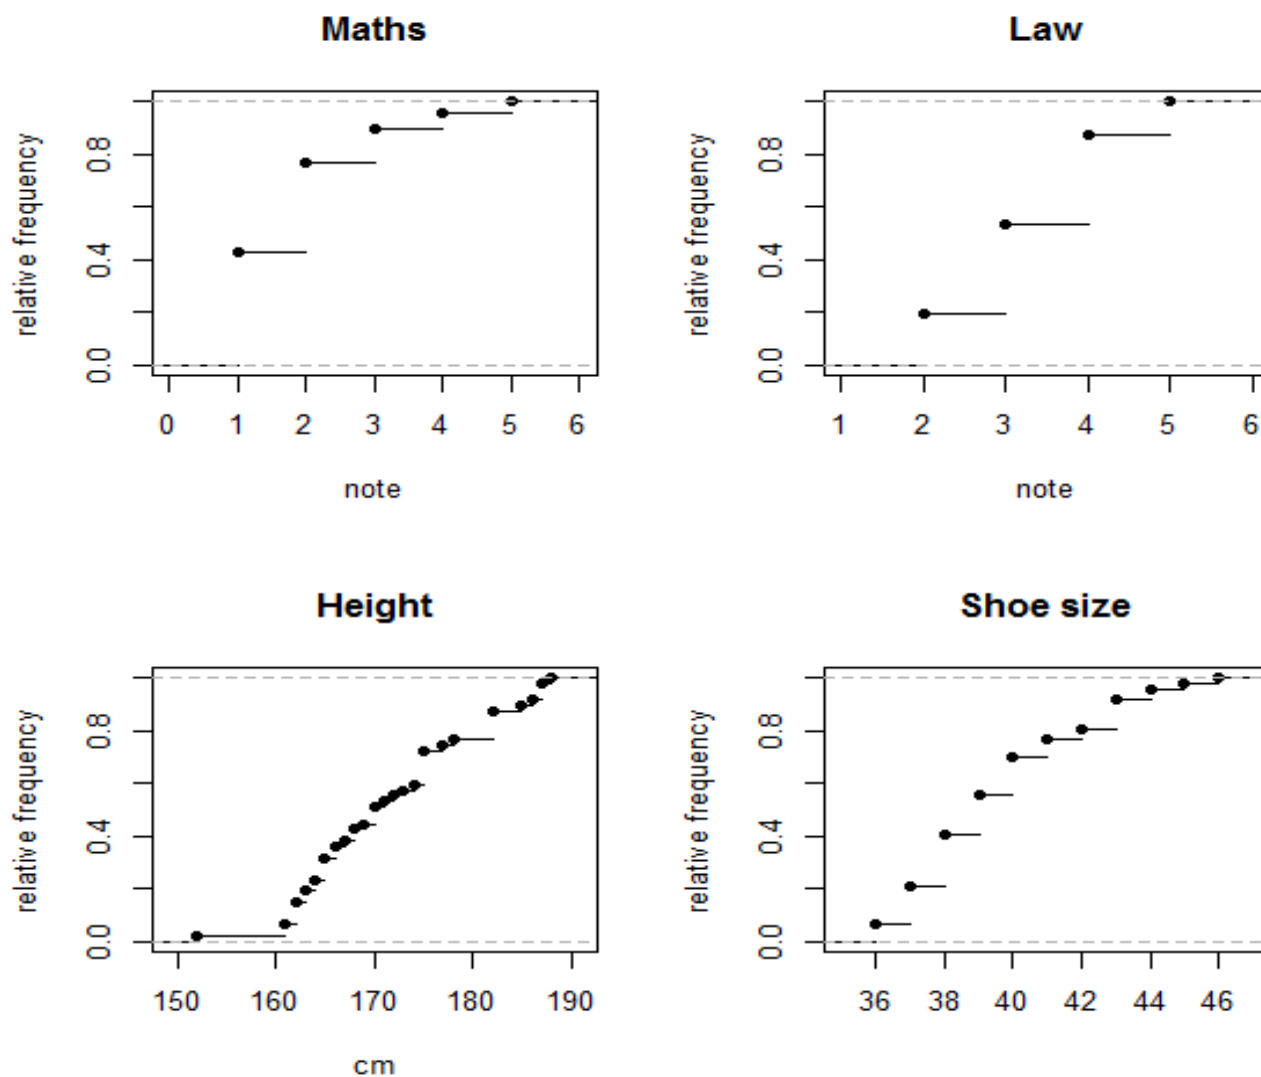 Maths
relative frequency
0.0 0.4 0.8
0 1 2 3 4 5 6
note
Law
relative frequency
0.0 0.4 0.8
1 2 3 4 5 6
note
Height
relative frequency
0.0 0.4 0.8
150 160 170 180 190
cm
Shoe size
relative frequency
0.0 0.4 0.8
36 38 40 42 44 46